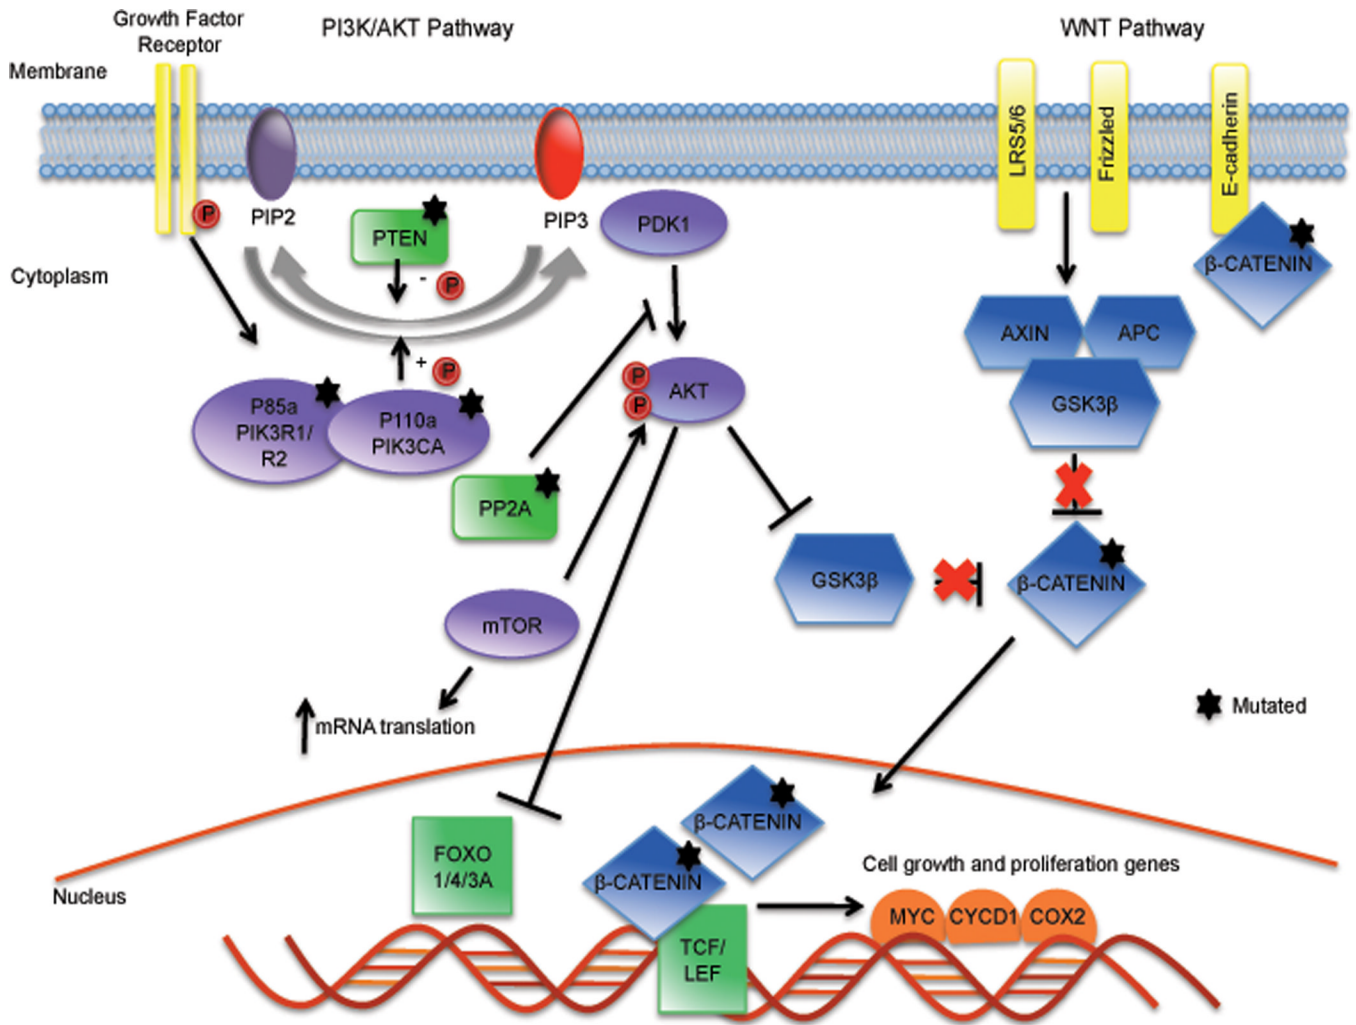 Growth Factor
Receptor
PI3K/AKT Pathway
WNT Pathway
Membrane
LRS5/6
Frizzled
E-cadherin
P
PIP2
PTEN
PIP3
PDK1
- P
β-CATENIN
Cytoplasm
AXIN
APC
+ P
P
P
AKT
GSK3β
P85a
PIK3R1/
R2
P110a
PIK3CA
PP2A
GSK3β
β-CATENIN
mTOR
mRNA translation
Mutated
β-CATENIN
FOXO
1/4/3A
β-CATENIN
Cell growth and proliferation genes
Nucleus
MYC
CYCD1
COX2
TCF/
LEF